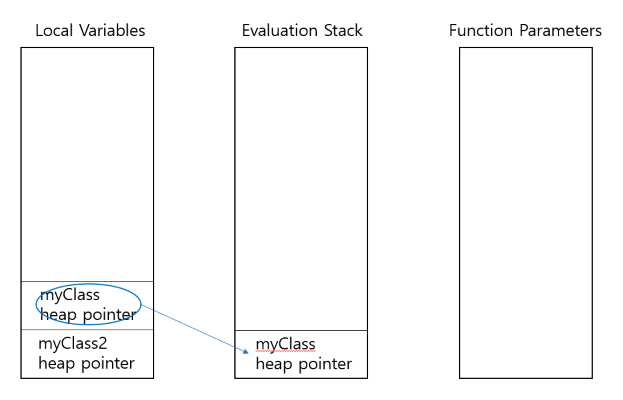 Local Variables
Evaluation Stack
Function Parameters
myClass
heap pointer
myClass2
heap pointer
myClass
heap pointer